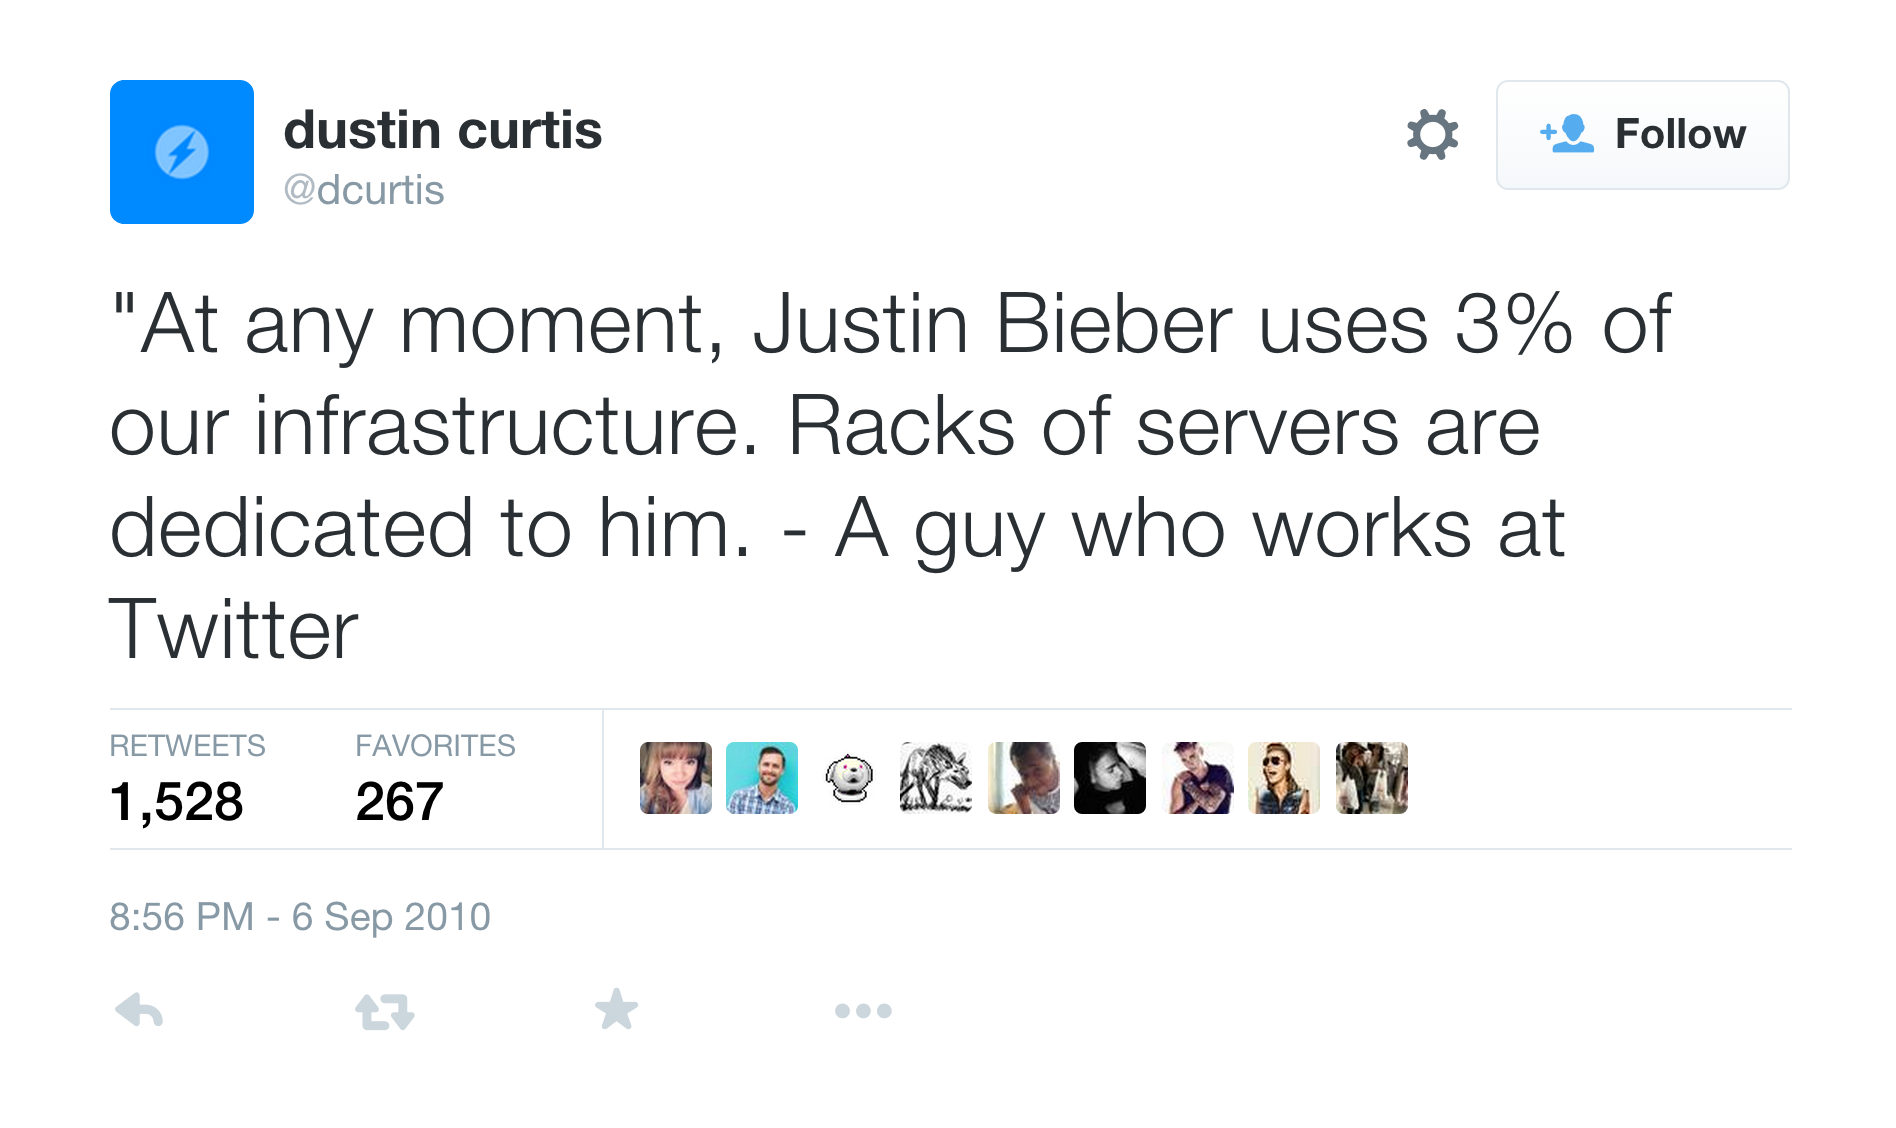 dustin curtis
@dcurtis
Follow
"At any moment, Justin Bieber uses 3% of
our infrastructure. Racks of servers are
dedicated to him. - A guy who works at
Twitter
RETWEETS FAVORITES
1,528 267
8:56 PM - 6 Sep 2010